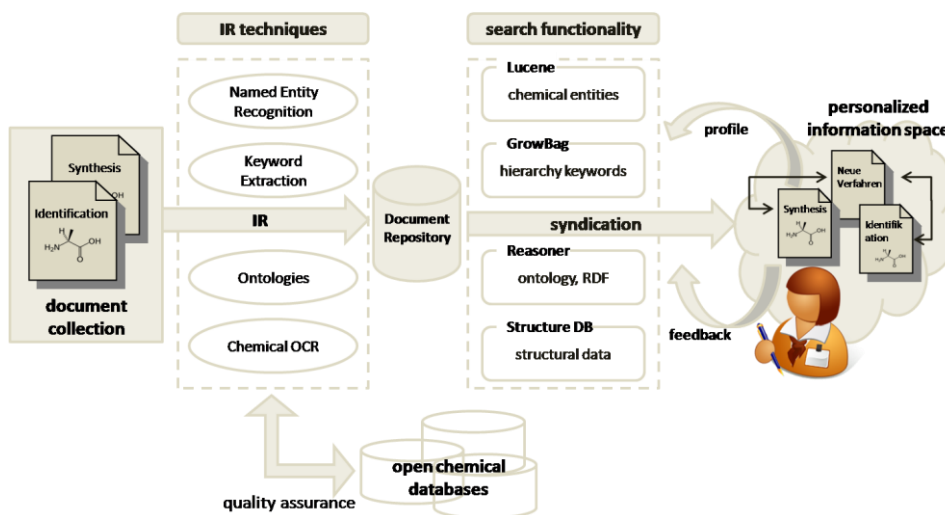 IR techniques
search functionality
Named Entity
Recognition
Keyword
Extraction
IR
Ontologies
Chemical OCR
Synthesis
OH
Identification
H
H₂N
OH
O
document
collection
Document
Repository
Lucene
chemical entities
GrowBag
hierarchy keywords
syndication
Reasoner
ontology, RDF
Structure DB
structural data
profile
feedback
personalized
information space
Neue
Verfahren
Synthesis
Identifik
ation
open chemical
databases
quality assurance